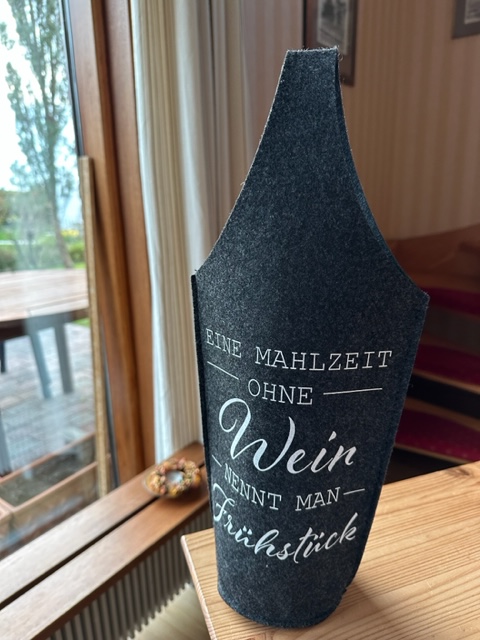 EINE MAHLZEIT
OHNE
Wein
NENNT MAN
Frühstück